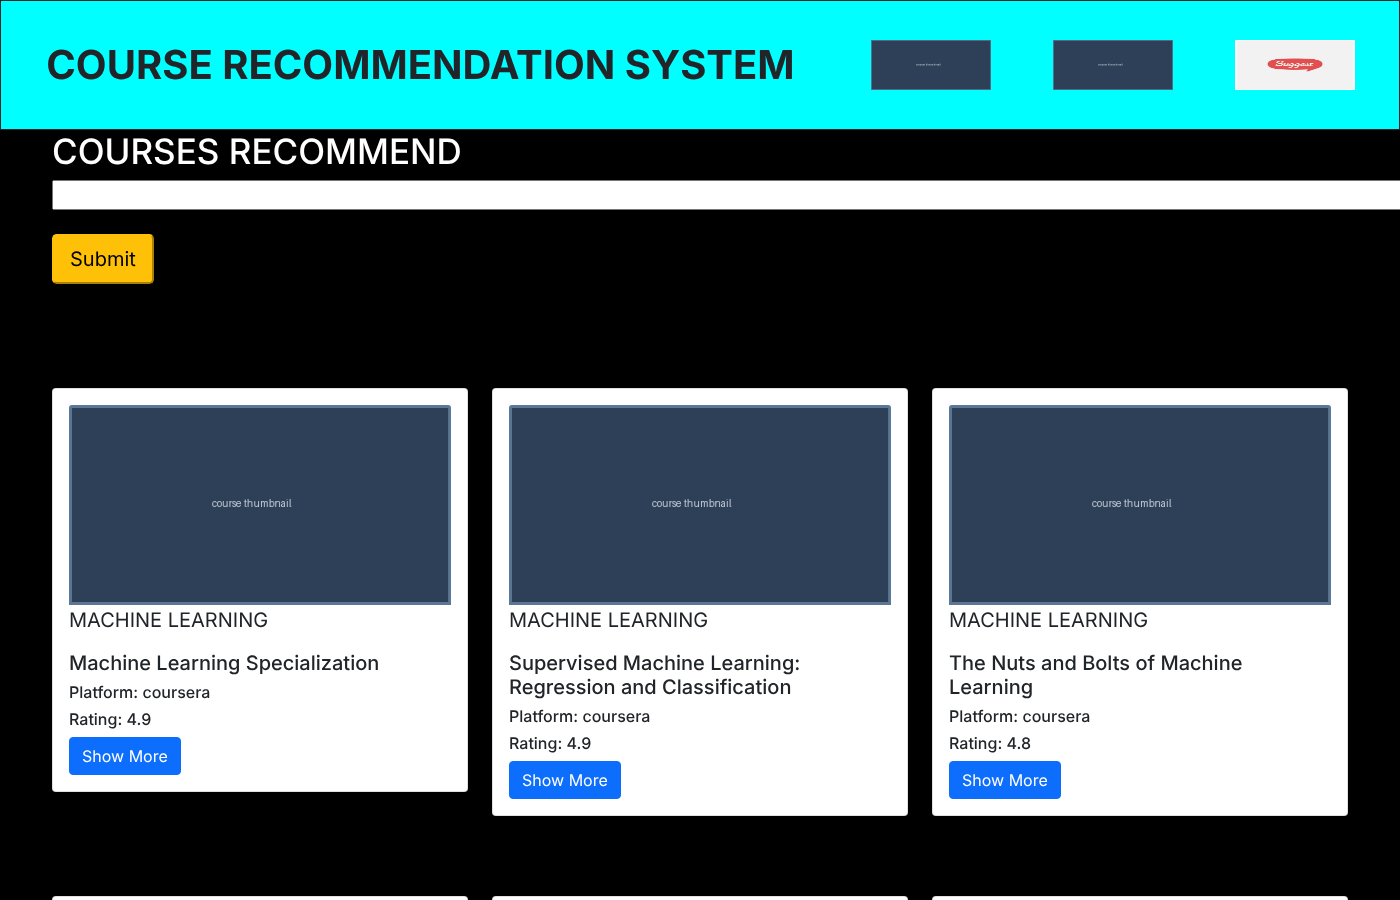 COURSE RECOMMENDATION SYSTEM
Suggest
COURSES RECOMMEND
Submit
course thumbnail
course thumbnail
course thumbnail
MACHINE LEARNING
Machine Learning Specialization
Platform: coursera
Rating: 4.9
Show More
MACHINE LEARNING
Supervised Machine Learning:
Regression and Classification
Platform: coursera
Rating: 4.9
Show More
MACHINE LEARNING
The Nuts and Bolts of Machine
Learning
Platform: coursera
Rating: 4.8
Show More